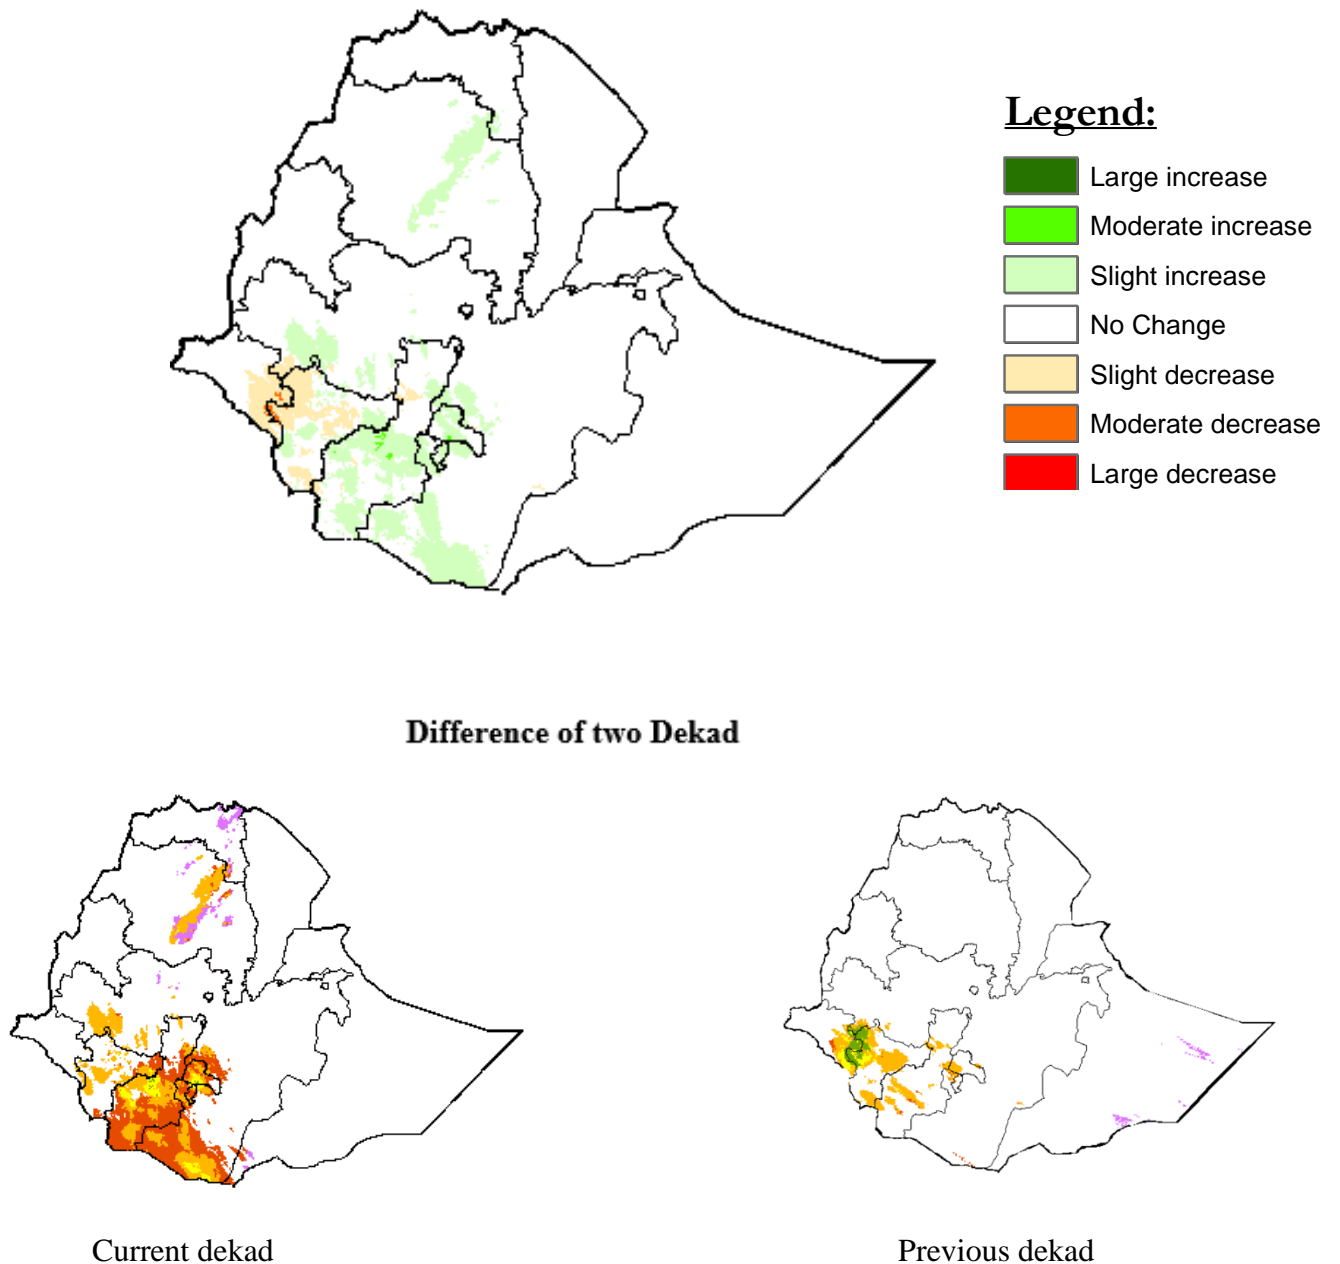 Legend:
Large increase
Moderate increase
Slight increase
No Change
Slight decrease
Moderate decrease
Large decrease
Difference of two Dekad
Current dekad
Previous dekad